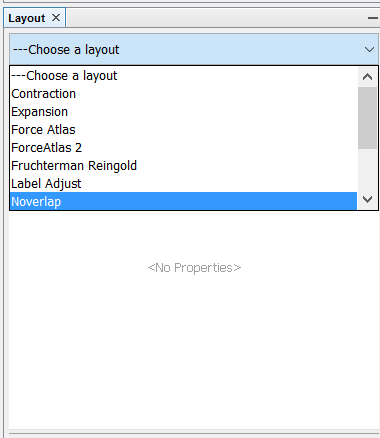 Layout
---Choose a layout
---Choose a layout
Contraction
Expansion
Force Atlas
ForceAtlas 2
Fruchterman Reingold
Label Adjust
Noverlap
<No Properties>